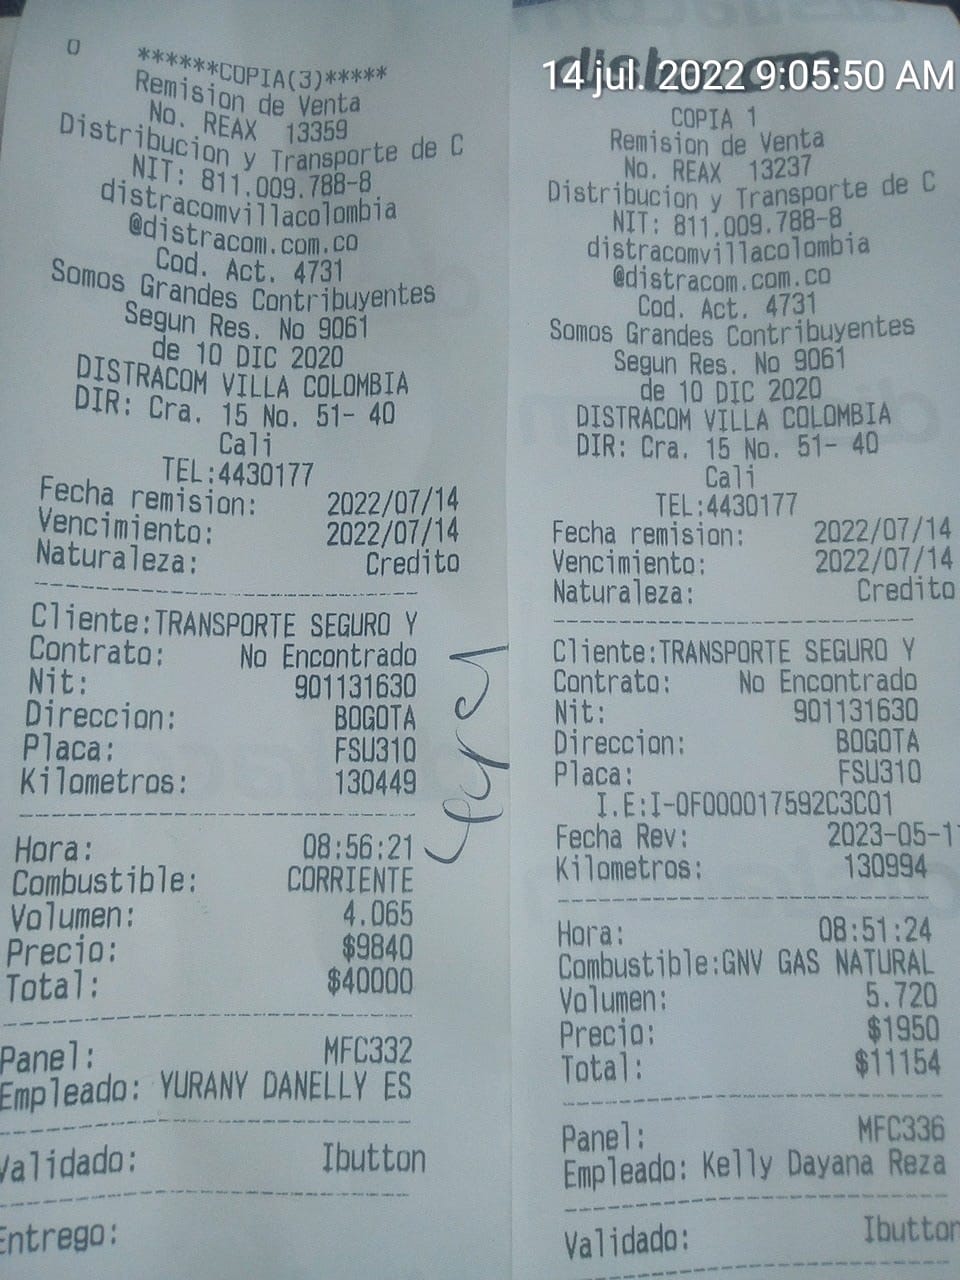 0
******COPIA(3)*****
Remision de Venta
No. REAX 13359
Distribucion y Transporte de C
NIT: 811.009.788-8
distracomvillacolombia
@distracom.com.co
Cod. Act. 4731
Somos Grandes Contribuyentes
Segun Res. No 9061
de 10 DIC 2020
DISTRACOM VILLA COLOMBIA
DIR: Cra. 15 No. 51- 40
Cali
TEL:4430177
Fecha remision: 2022/07/14
Vencimiento: 2022/07/14
Naturaleza: Credito
Cliente:TRANSPORTE SEGURO Y
Contrato: No Encontrado
Nit: 901131630
Direccion: BOGOTA
Placa: FSU310
Kilometros: 130449
Hora: 08:56:21
Combustible: CORRIENTE
Volumen: 4.065
Precio: $9840
Total: $40000
Panel: MFC332
Empleado: YURANY DANELLY ES
Validado: Ibutton
Entrego:
14 jul. 2022 9:05:50 AM
COPIA 1
Remision de Venta
No. REAX 13237
Distribucion y Transporte de C
NIT: 811.009.788-8
distracomvillacolombia
@distracom.com.co
Cod. Act. 4731
Somos Grandes Contribuyentes
Segun Res. No 9061
de 10 DIC 2020
DISTRACOM VILLA COLOMBIA
DIR: Cra. 15 No. 51- 40
Cali
TEL:4430177
Fecha remision: 2022/07/14
Vencimiento: 2022/07/14
Naturaleza: Credito
Cliente:TRANSPORTE SEGURO Y
Contrato: No Encontrado
Nit: 901131630
Direccion: BOGOTA
Placa: FSU310
I.E:I-0F000017592C3C01
Fecha Rev: 2023-05-11
Kilometros: 130994
Hora: 08:51:24
Combustible:GNV GAS NATURAL
Volumen: 5.720
Precio: $1950
Total: $11154
Panel: MFC336
Empleado: Kelly Dayana Reza
Validado: Ibutton